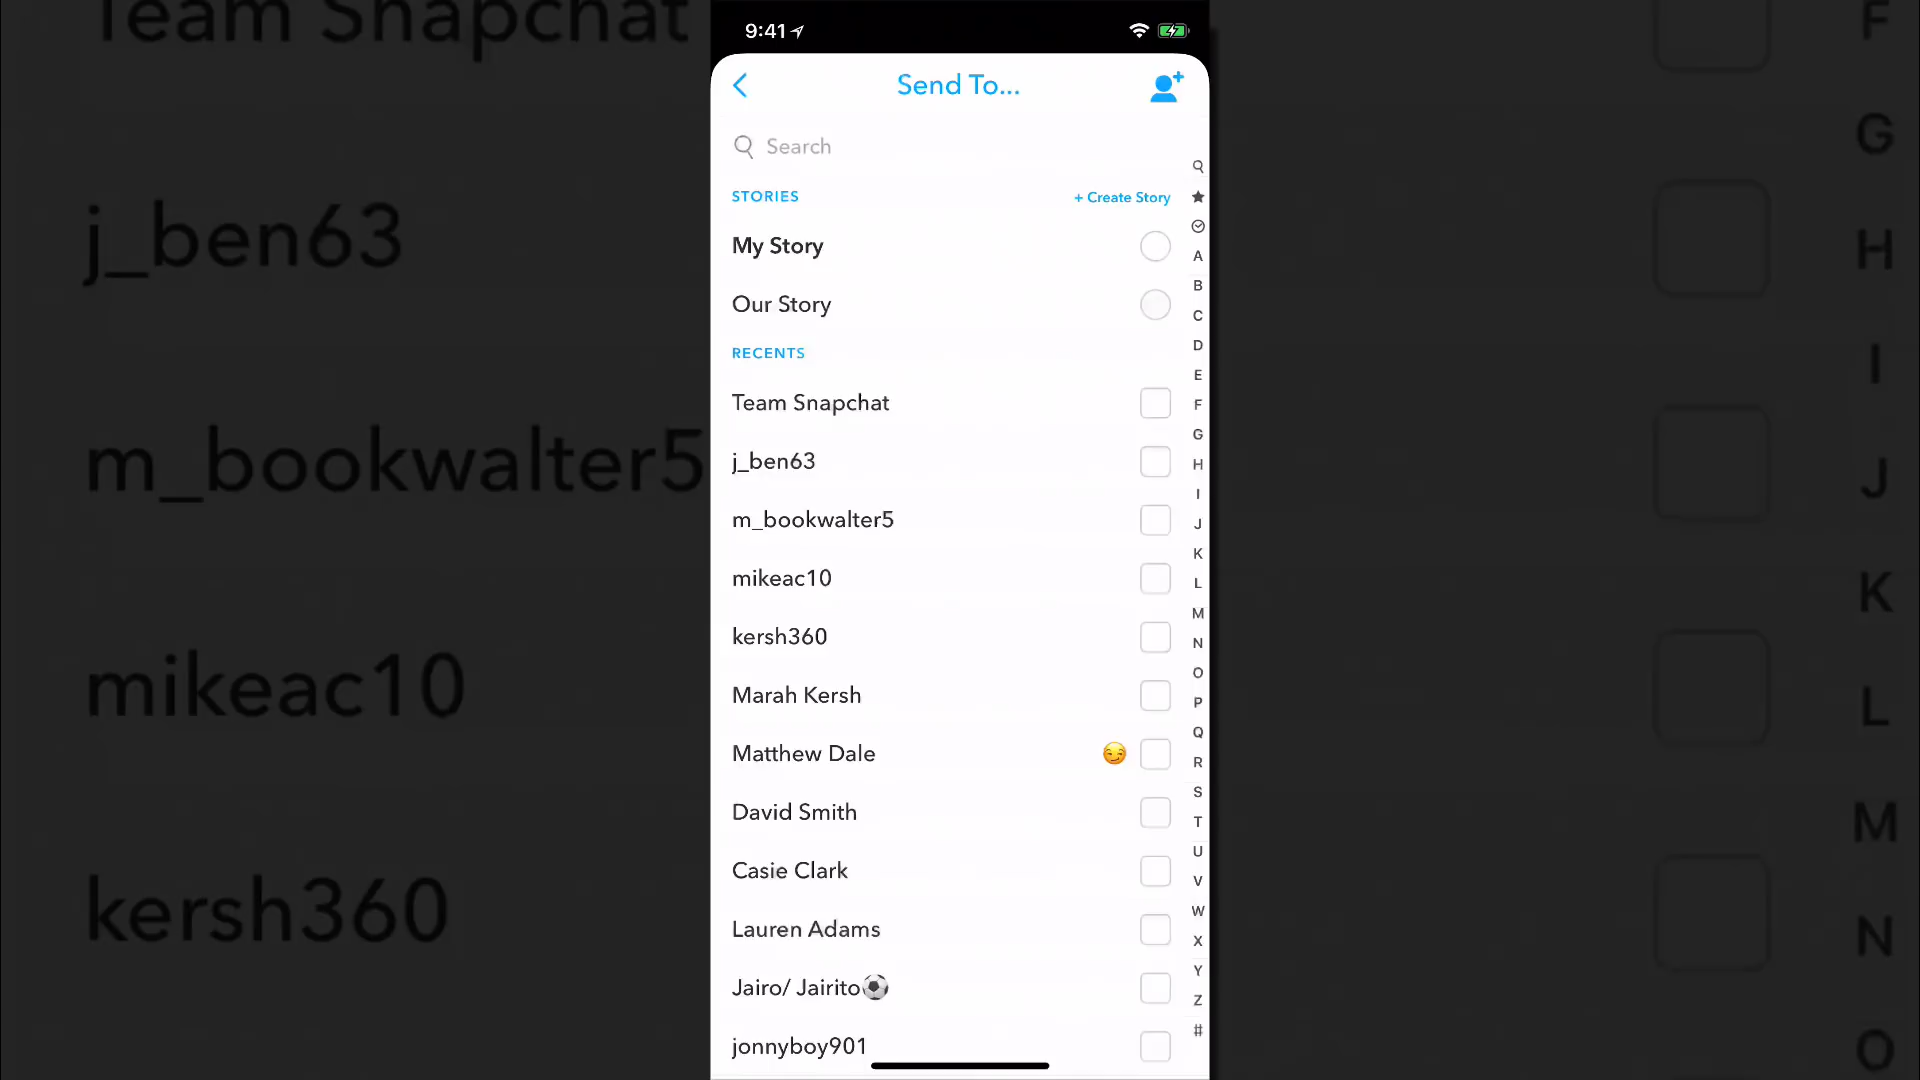 9:41
Send To...
Search
STORIES
+ Create Story
My Story
Our Story
RECENTS
Team Snapchat
j_ben63
m_bookwalter5
mikeac10
kersh360
Marah Kersh
Matthew Dale 😏
David Smith
Casie Clark
Lauren Adams
Jairo/ Jairito⚽
jonnyboy901
A
B
C
D
E
F
G
H
I
J
K
L
M
N
O
P
Q
R
S
T
U
V
W
X
Y
Z
#
Team Snapchat
j_ben63
m_bookwalter5
mikeac10
kersh360
F
G
H
I
J
K
L
M
N
O